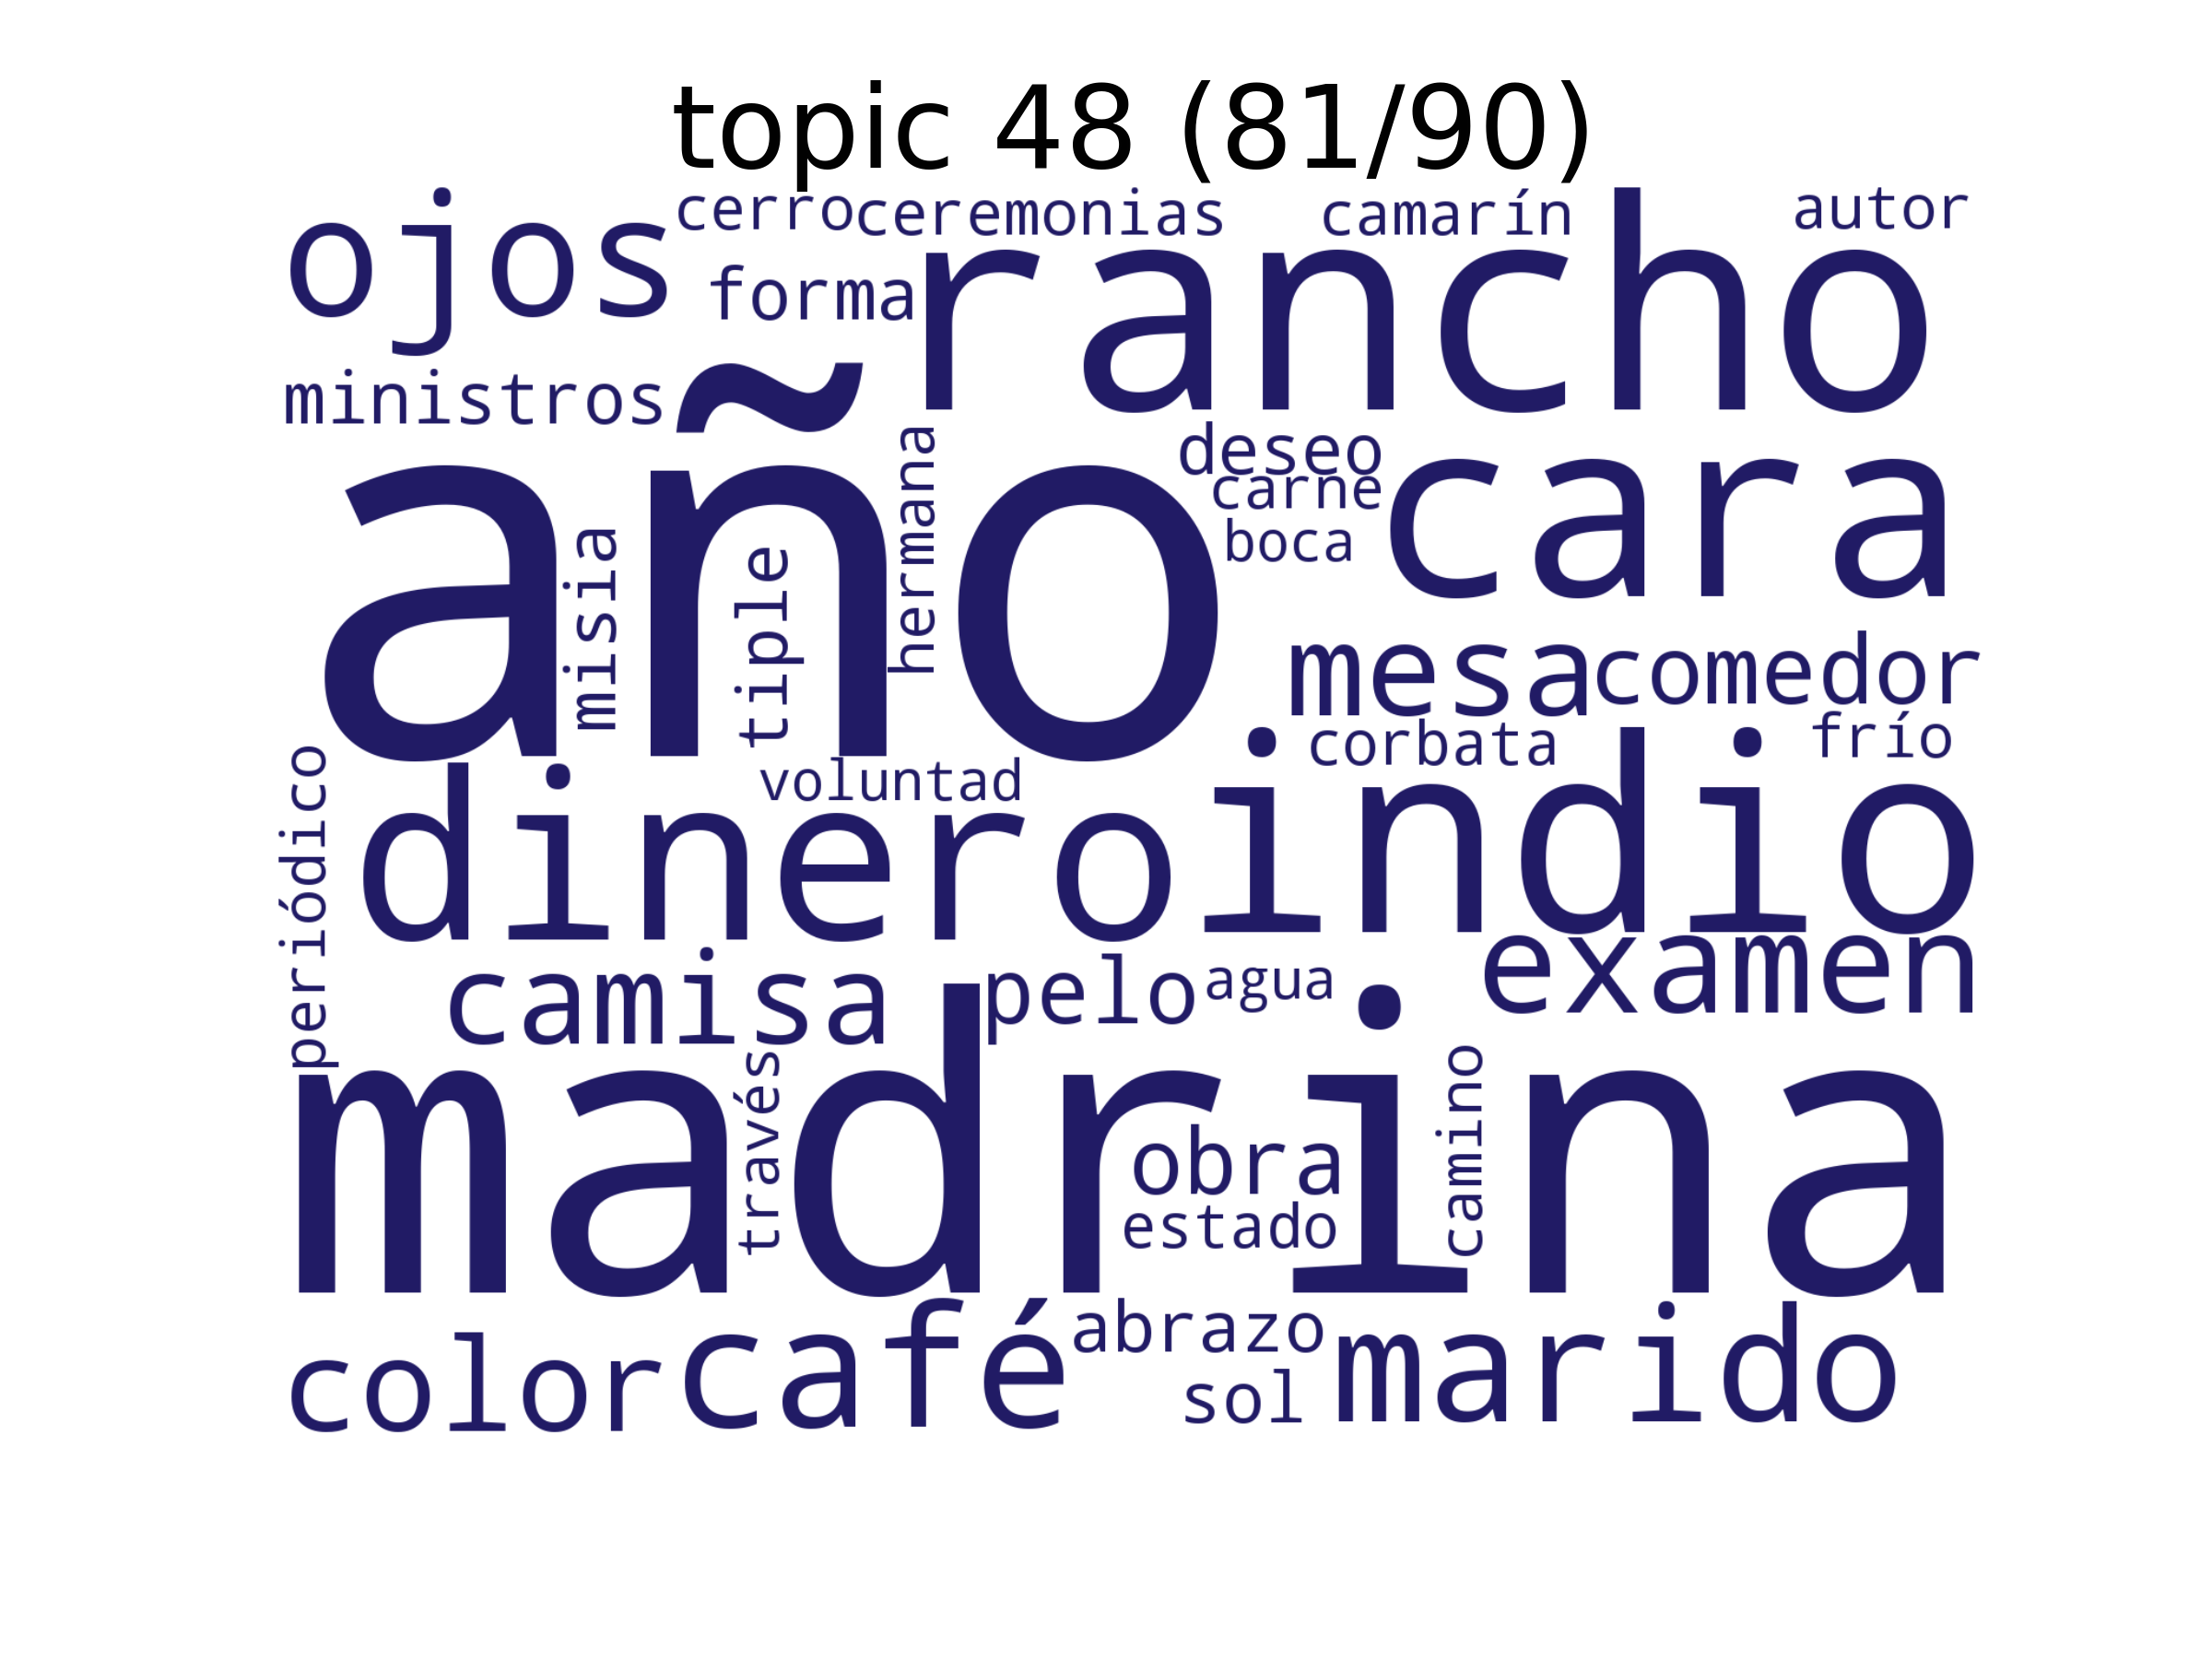 topic 48 (81/90)
cerro ceremonias camarín autor
ojos rancho
forma
ministros
año cara
deseo
carne
boca
hermana
misia
tiple
mesa comedor
corbata frío
voluntad
periódico
dinero indio
camisa pelo agua examen
madrina
través
camino
obra
estado
color café abrazo marido
sol